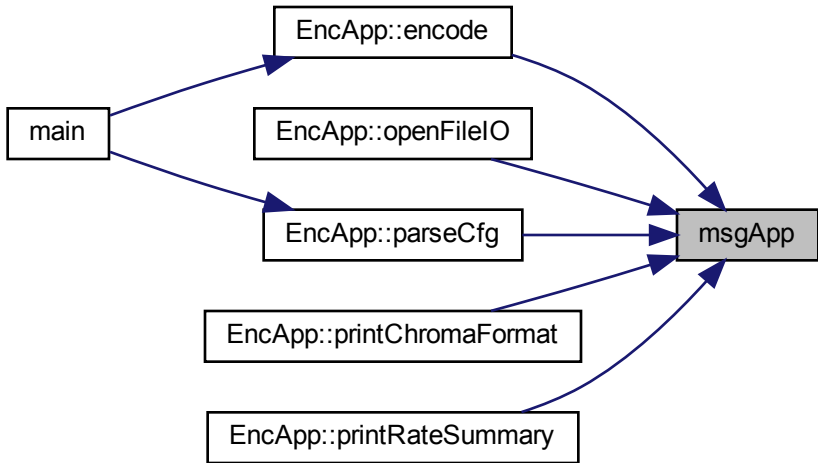 EncApp::encode
main
EncApp::openFileIO
EncApp::parseCfg
msgApp
EncApp::printChromaFormat
EncApp::printRateSummary